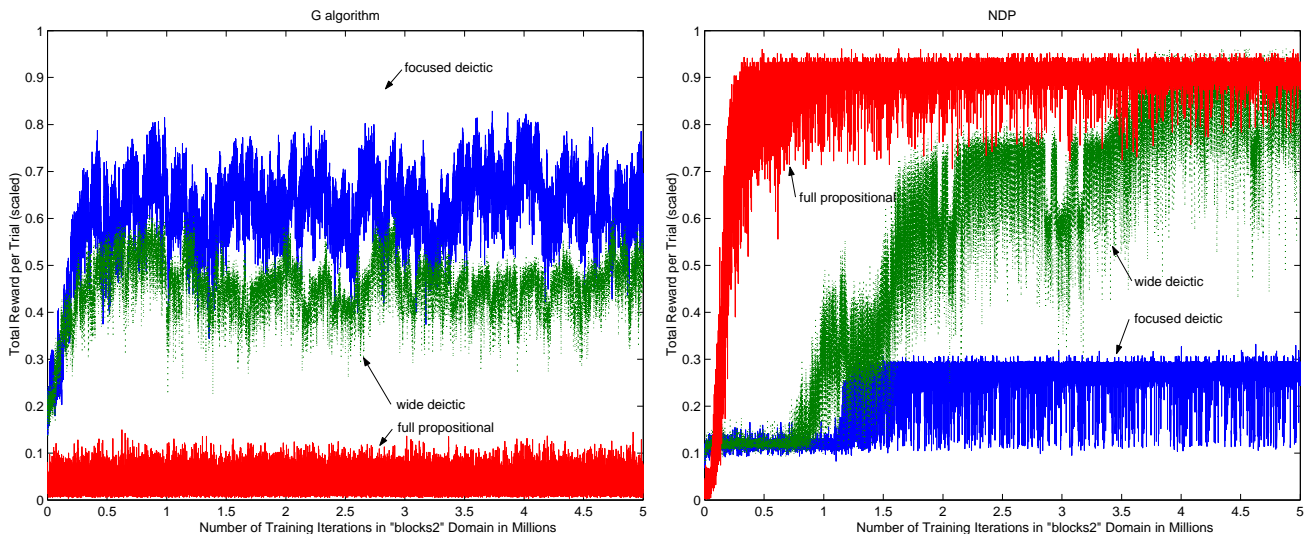 G algorithm
1
0.9
0.8
0.7
0.6
0.5
0.4
0.3
0.2
0.1
0
Total Reward per Trial (scaled)
focused deictic
wide deictic
full propositional
0 0.5 1 1.5 2 2.5 3 3.5 4 4.5 5
Number of Training Iterations in "blocks2" Domain in Millions
NDP
1
0.9
0.8
0.7
0.6
0.5
0.4
0.3
0.2
0.1
0
Total Reward per Trial (scaled)
full propositional
wide deictic
focused deictic
0 0.5 1 1.5 2 2.5 3 3.5 4 4.5 5
Number of Training Iterations in "blocks2" Domain in Millions